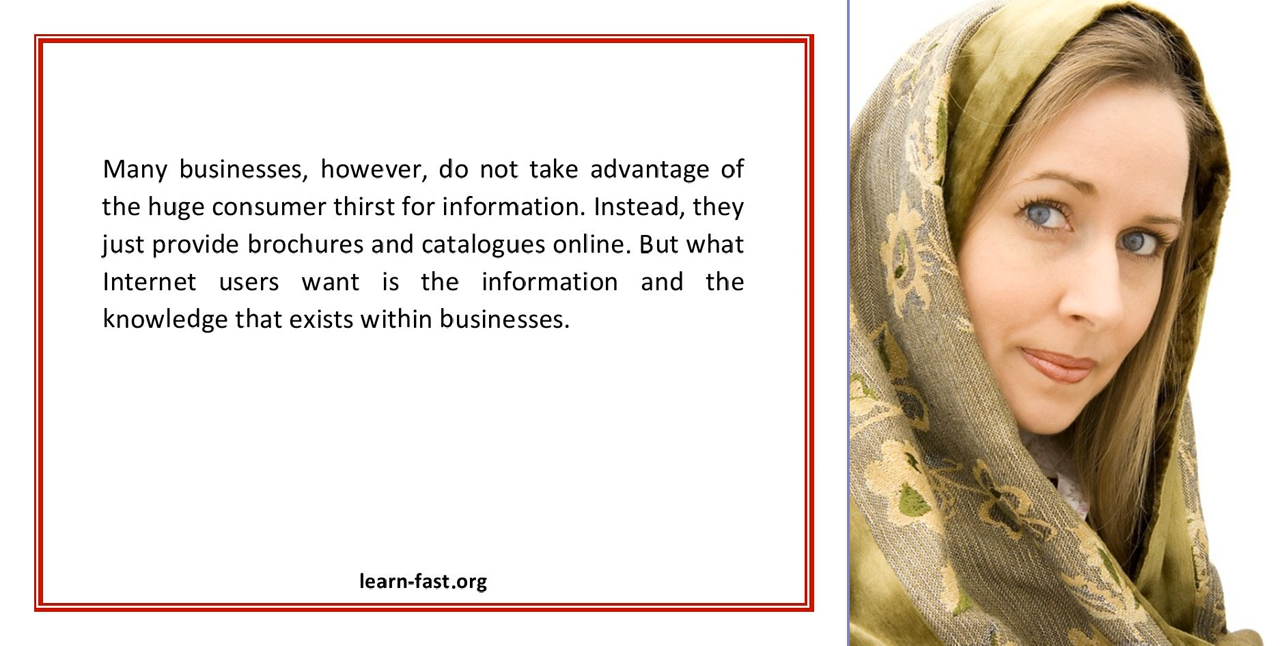 Many businesses, however, do not take advantage of
the huge consumer thirst for information. Instead, they
just provide brochures and catalogues online. But what
Internet users want is the information and the
knowledge that exists within businesses.
learn-fast.org